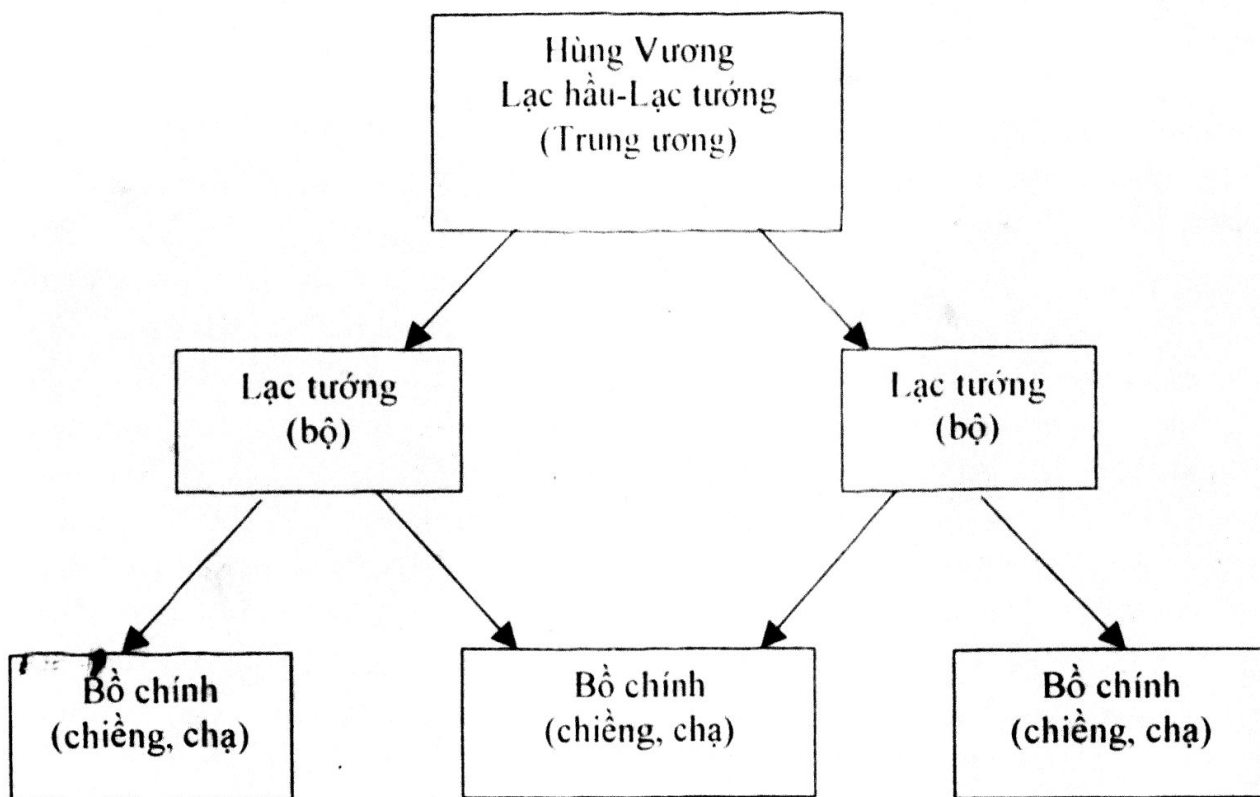 Hùng Vương
Lạc hầu-Lạc tướng
(Trung ương)
Lạc tướng
(bộ)
Lạc tướng
(bộ)
Bồ chính
(chiềng, chạ)
Bồ chính
(chiềng, chạ)
Bồ chính
(chiềng, chạ)